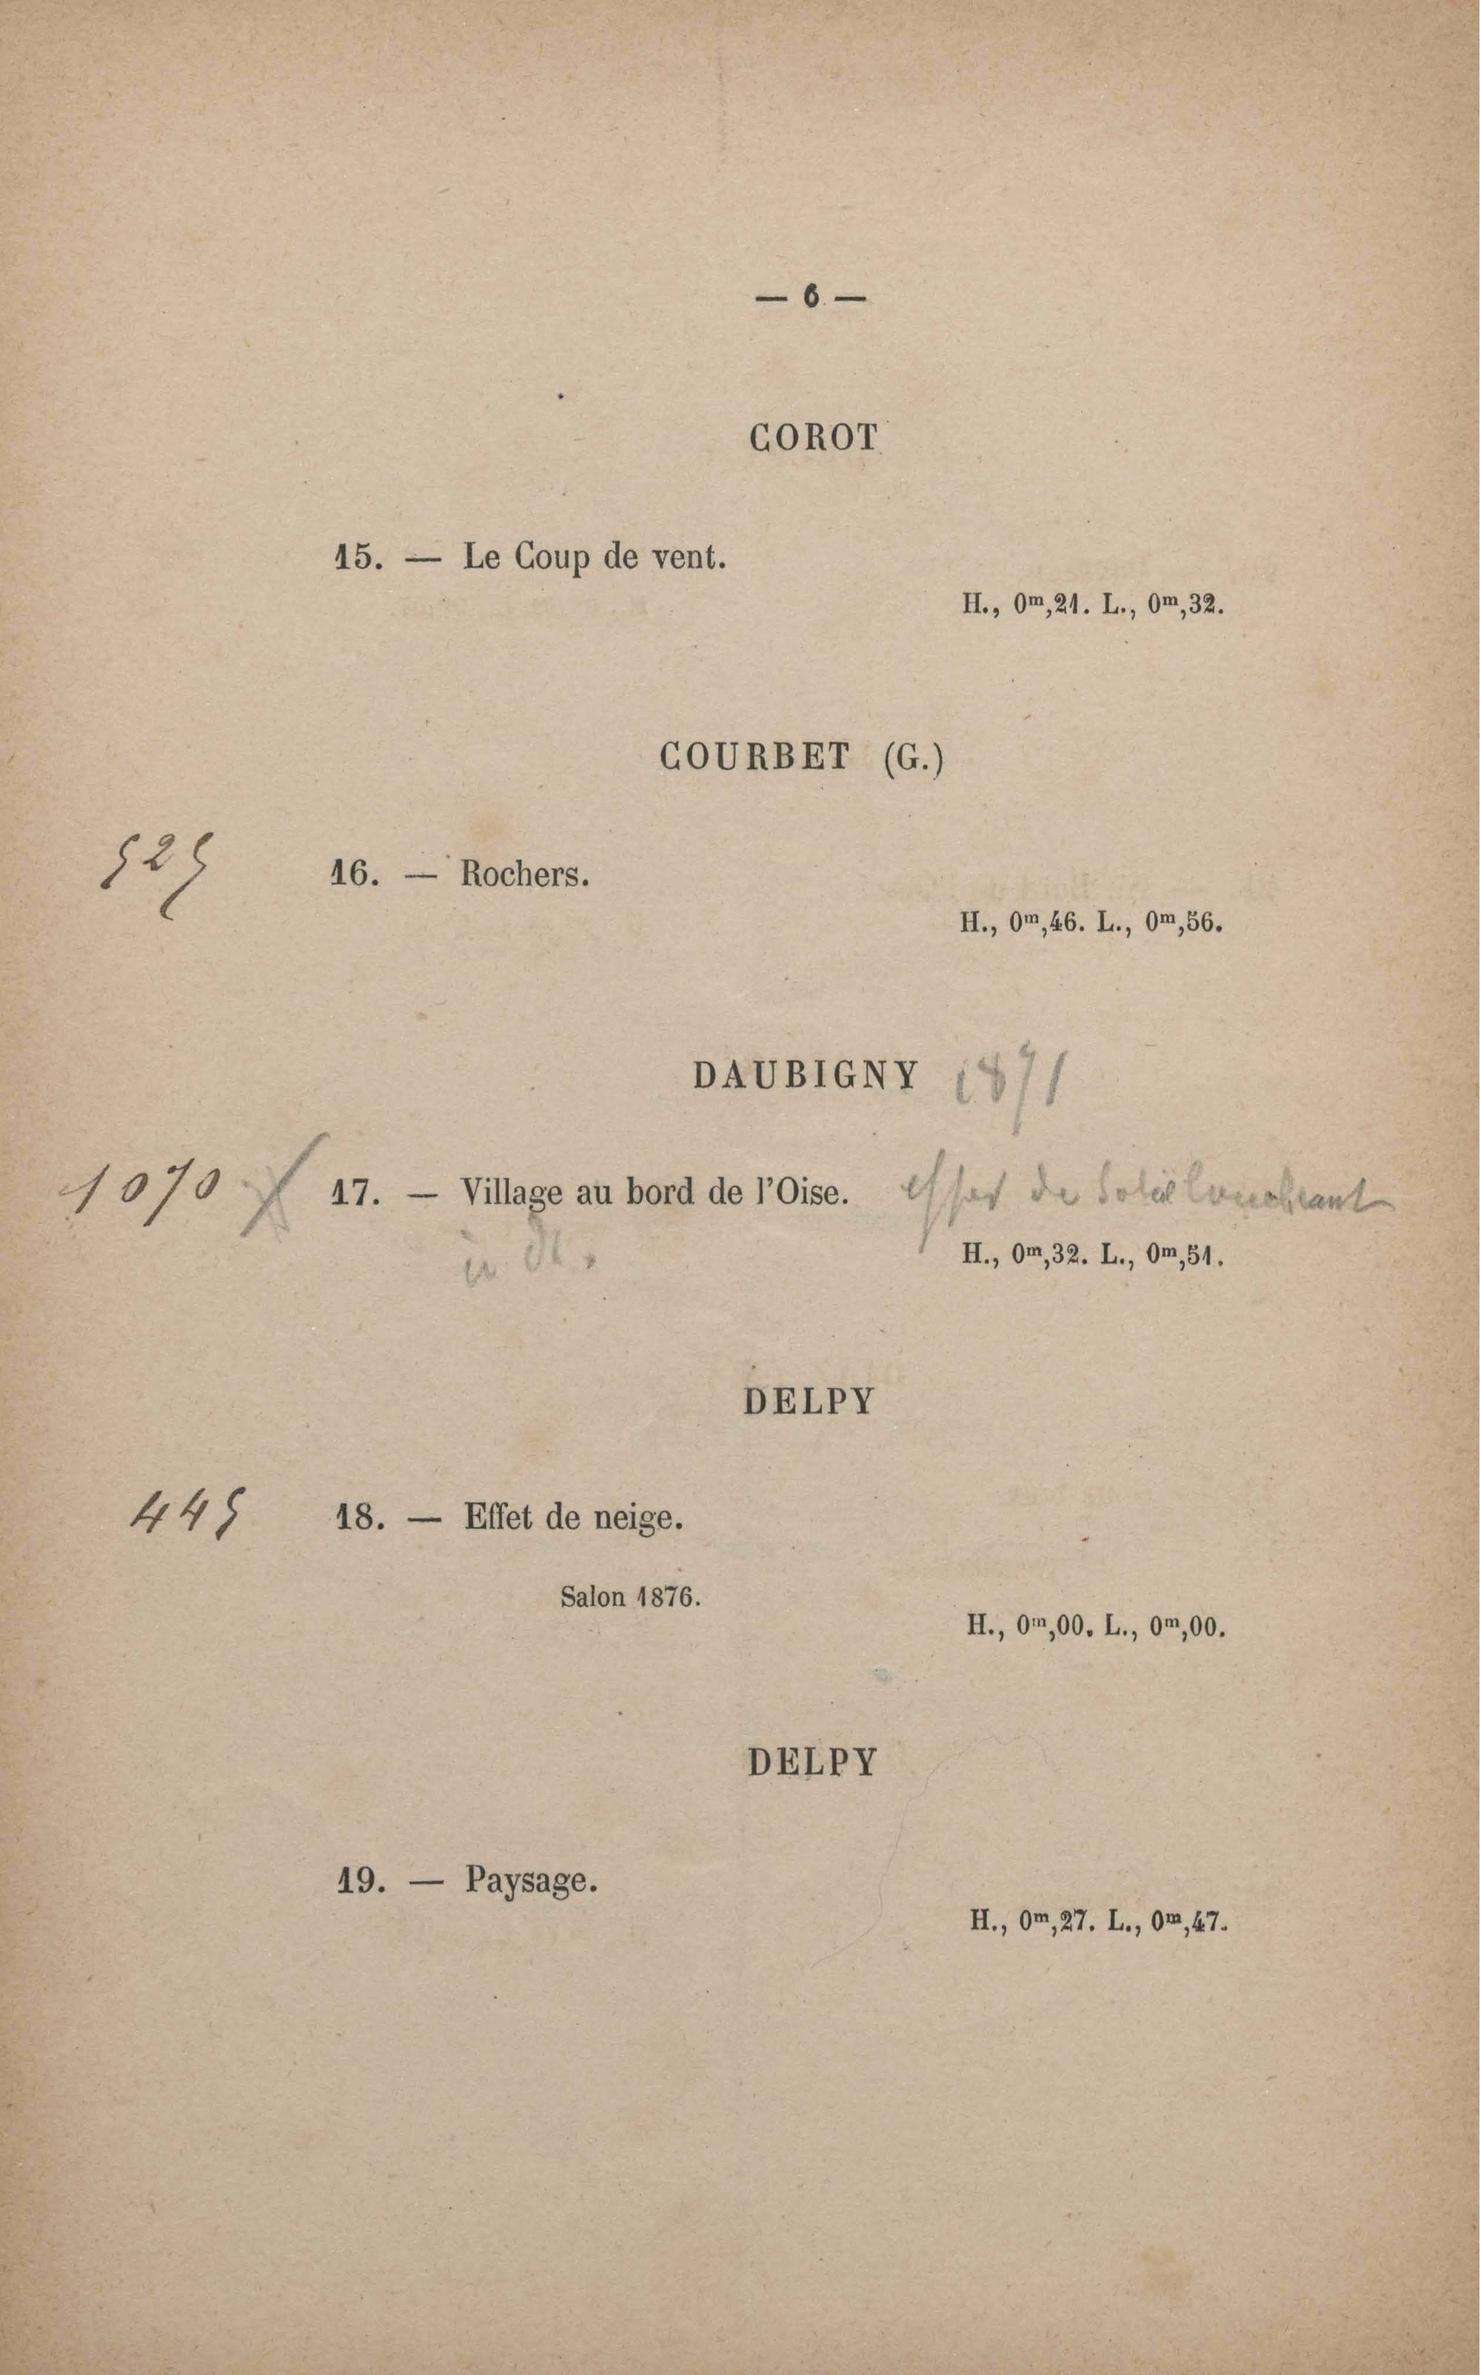 — 6 —
COROT
15. — Le Coup de vent.
H., 0m,21. L., 0m,32.
COURBET (G.)
525 16. — Rochers.
H., 0m,46. L., 0m,56.
DAUBIGNY 1871
1070 X 17. — Village au bord de l'Oise. effet de Soleil couchant
H., 0m,32. L., 0m,51.
DELPY
445 18. — Effet de neige.
Salon 1876.
H., 0m,00. L., 0m,00.
DELPY
19. — Paysage.
H., 0m,27. L., 0m,47.